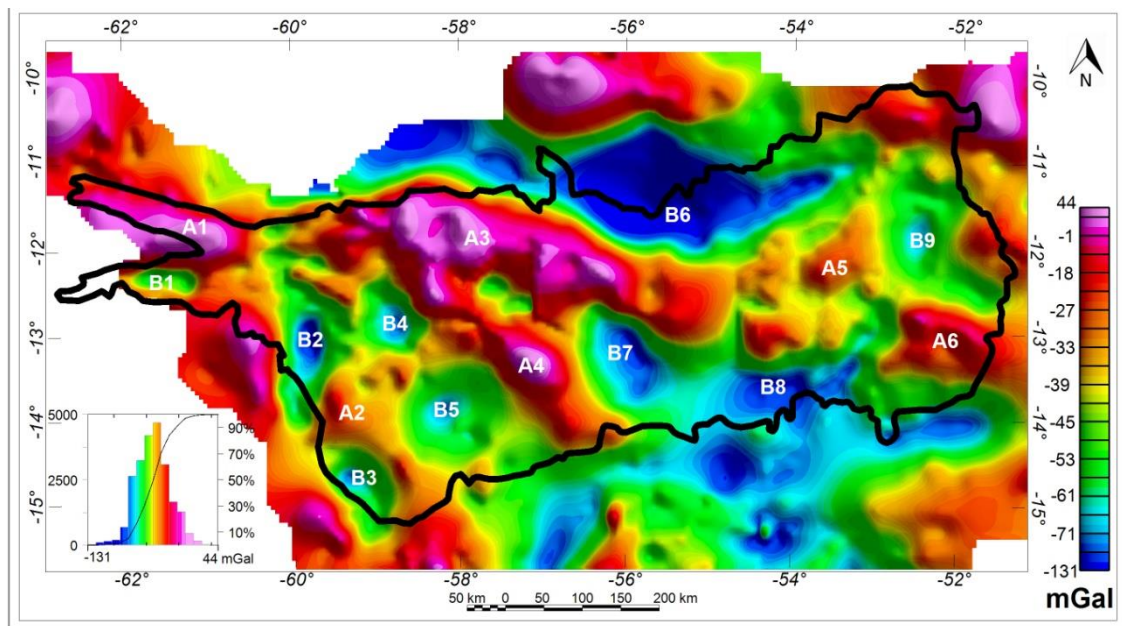 -62° -60° -58° -56° -54° -52°
-10° -10°
N
-11° -11°
B6
44
A1
A3
B9
-1
-12° -12°
A5
-18
B1
-27
B4
-13° B2 A6 -13°
-33
B7
A4
-39
B8
-45
A2 B5
-14° -14°
5000 90%
-53
70%
B3
-61
2500 50%
-15° -15°
30%
-71
10%
0
-131 44 mGal
-131
-62° -60° -58° -56° -54° -52°
mGal
50 km 0 50 100 150 200 km